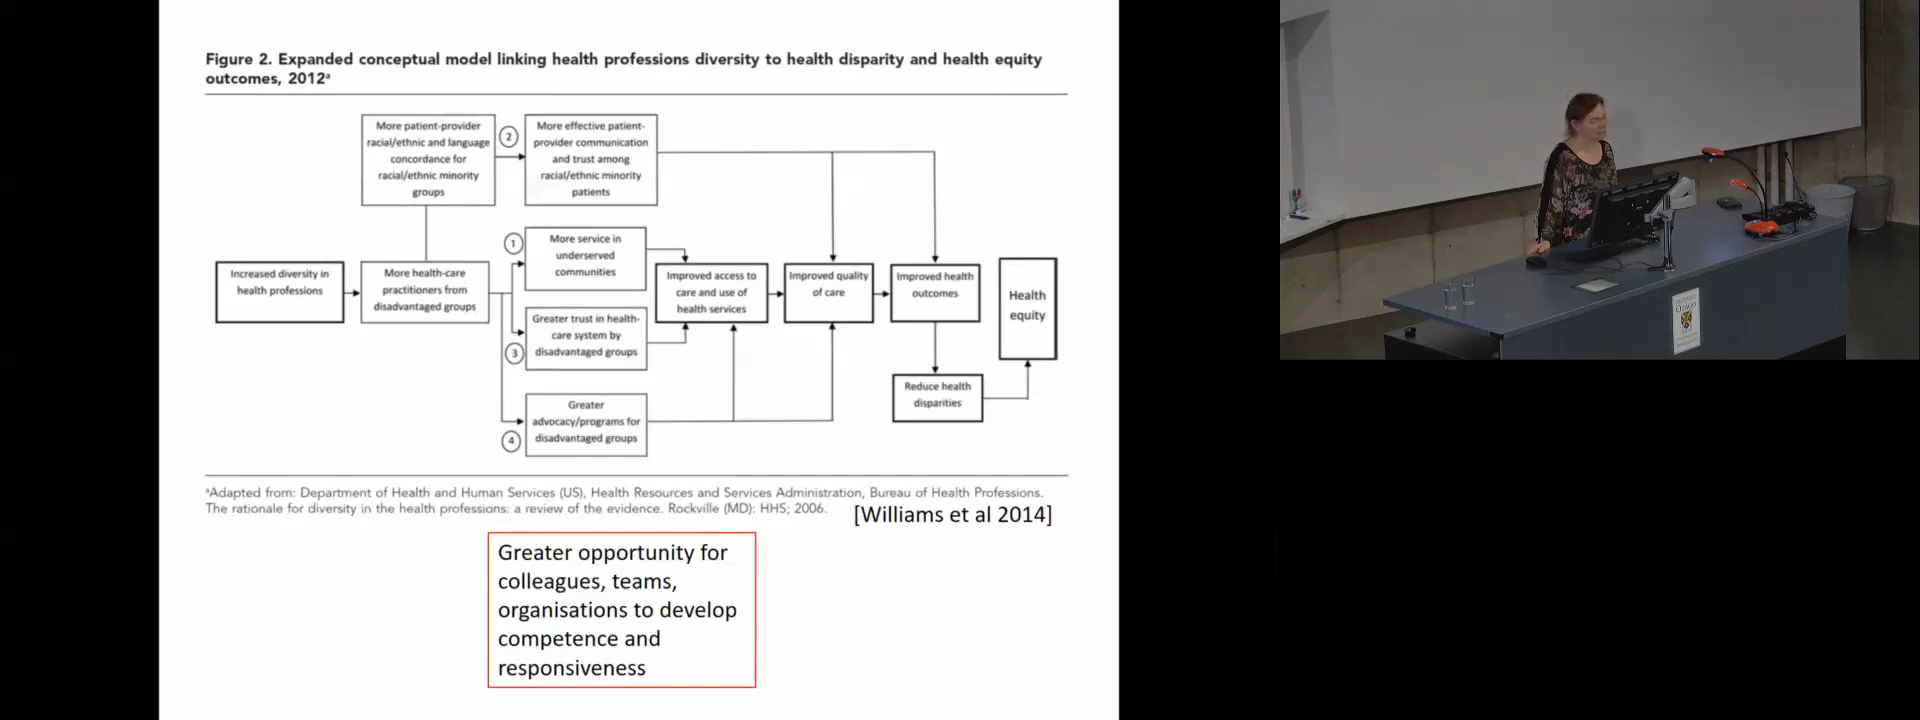 Figure 2. Expanded conceptual model linking health professions diversity to health disparity and health equity
outcomes, 2012ª
More patient-provider
racial/ethnic and language
concordance for
racial/ethnic minority
groups
2
More effective patient-
provider communication
and trust among
racial/ethnic minority
patients
Increased diversity in
health professions
More health-care
practitioners from
disadvantaged groups
1
More service in
underserved
communities
3
Greater trust in health-
care system by
disadvantaged groups
4
Greater
advocacy/programs for
disadvantaged groups
Improved access to
care and use of
health services
Improved quality
of care
Improved health
outcomes
Reduce health
disparities
Health
equity
ªAdapted from: Department of Health and Human Services (US), Health Resources and Services Administration, Bureau of Health Professions.
The rationale for diversity in the health professions: a review of the evidence. Rockville (MD): HHS; 2006.
[Williams et al 2014]
Greater opportunity for
colleagues, teams,
organisations to develop
competence and
responsiveness
OTAGO